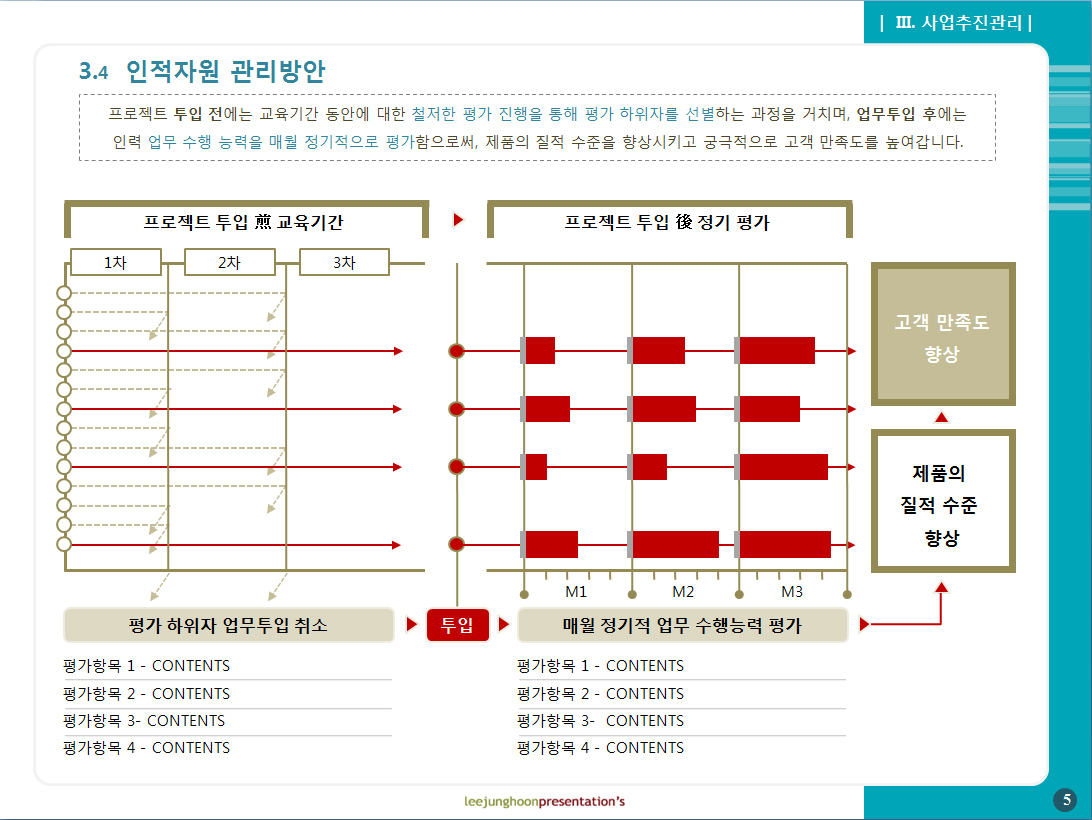 | III. 사업추진관리 |
3.4 인적자원 관리방안
프로젝트 투입 전에는 교육기간 동안에 대한 철저한 평가 진행을 통해 평가 하위자를 선별하는 과정을 거치며, 업무투입 후에는
인력 업무 수행 능력을 매월 정기적으로 평가함으로써, 제품의 질적 수준을 향상시키고 궁극적으로 고객 만족도를 높여갑니다.
프로젝트 투입 煎 교육기간
프로젝트 투입 後 정기 평가
1차
2차
3차
고객 만족도
향상
제품의
질적 수준
향상
M1
M2
M3
평가 하위자 업무투입 취소
투입
매월 정기적 업무 수행능력 평가
평가항목 1 - CONTENTS
평가항목 2 - CONTENTS
평가항목 3- CONTENTS
평가항목 4 - CONTENTS
평가항목 1 - CONTENTS
평가항목 2 - CONTENTS
평가항목 3- CONTENTS
평가항목 4 - CONTENTS
leejunghoonpresentation's
5